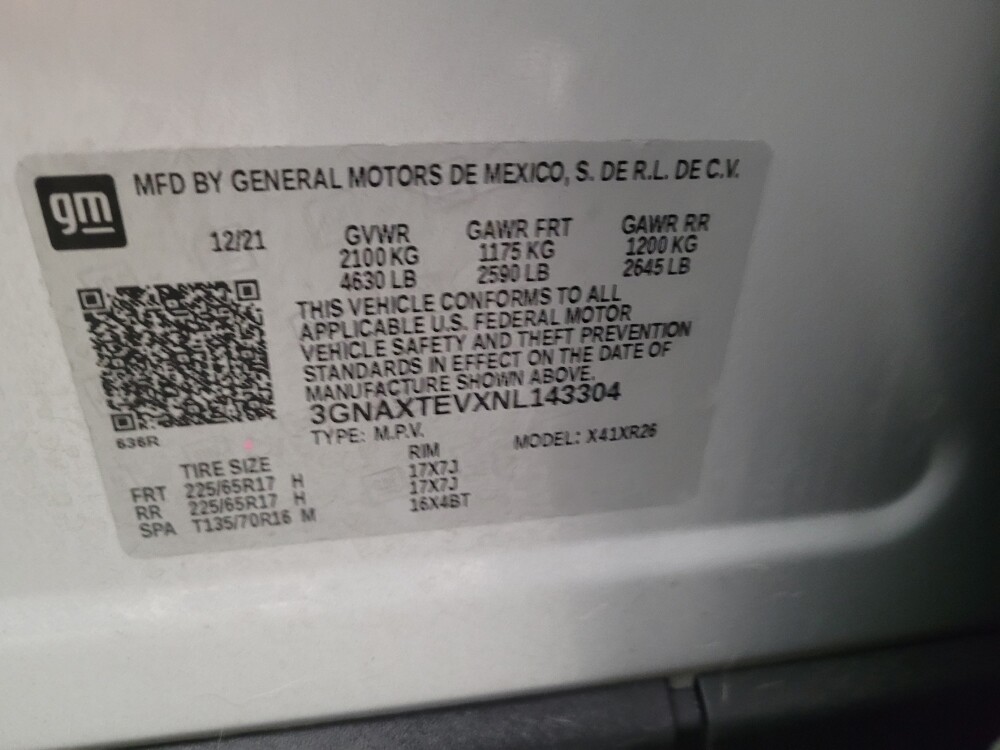 gm
MFD BY GENERAL MOTORS DE MEXICO, S. DE R.L. DE C.V.
12/21 GVWR GAWR FRT GAWR RR
2100 KG 1175 KG 1200 KG
4630 LB 2590 LB 2645 LB
THIS VEHICLE CONFORMS TO ALL
APPLICABLE U.S. FEDERAL MOTOR
VEHICLE SAFETY AND THEFT PREVENTION
STANDARDS IN EFFECT ON THE DATE OF
MANUFACTURE SHOWN ABOVE.
3GNAXTEVXNL143304
636R
TYPE: M.P.V. MODEL: X41XR26
TIRE SIZE RIM
FRT 225/65R17 H 17X7J
RR 225/65R17 H 17X7J
SPA T135/70R16 M 16X4BT